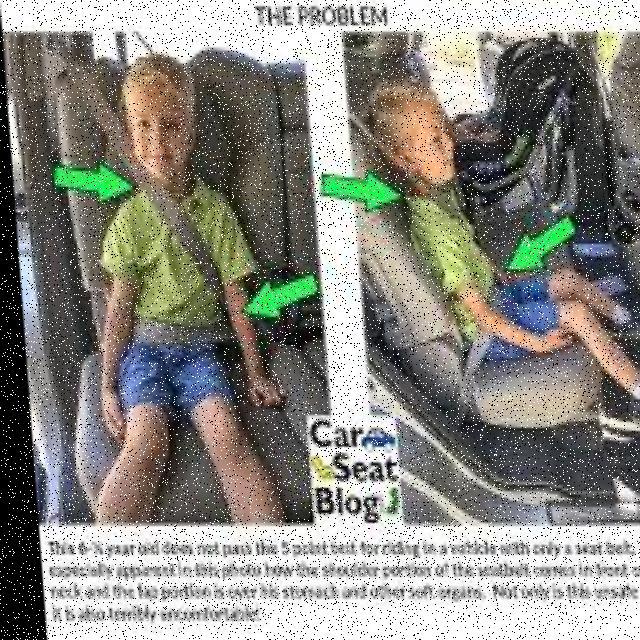 THE PROBLEM
Car
Seat
Blog
This 6-½ year old does not pass the 5 point test for riding in a vehicle with only a seat belt.
especially apparent in this photo how the shoulder portion of the seatbelt comes in front o
neck and the lap portion is over his stomach and other soft organs. Not only is this unsafe
it is also terribly uncomfortable!